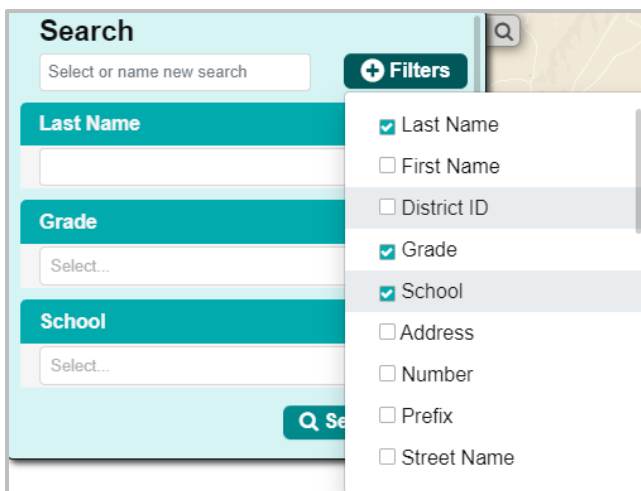 Search
Select or name new search
Filters
Last Name
Grade
Select...
School
Select...
Se
Last Name
First Name
District ID
Grade
School
Address
Number
Prefix
Street Name